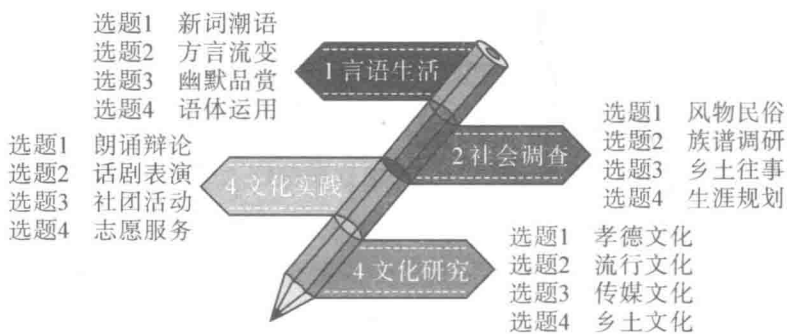 选题1 新词潮语
选题2 方言流变
选题3 幽默品赏
选题4 语体运用
1 言语生活
选题1 风物民俗
选题2 族谱调研
选题3 乡土往事
选题4 生涯规划
2 社会调查
选题1 朗诵辩论
选题2 话剧表演
选题3 社团活动
选题4 志愿服务
4 文化实践
选题1 孝德文化
选题2 流行文化
选题3 传媒文化
选题4 乡土文化
4 文化研究